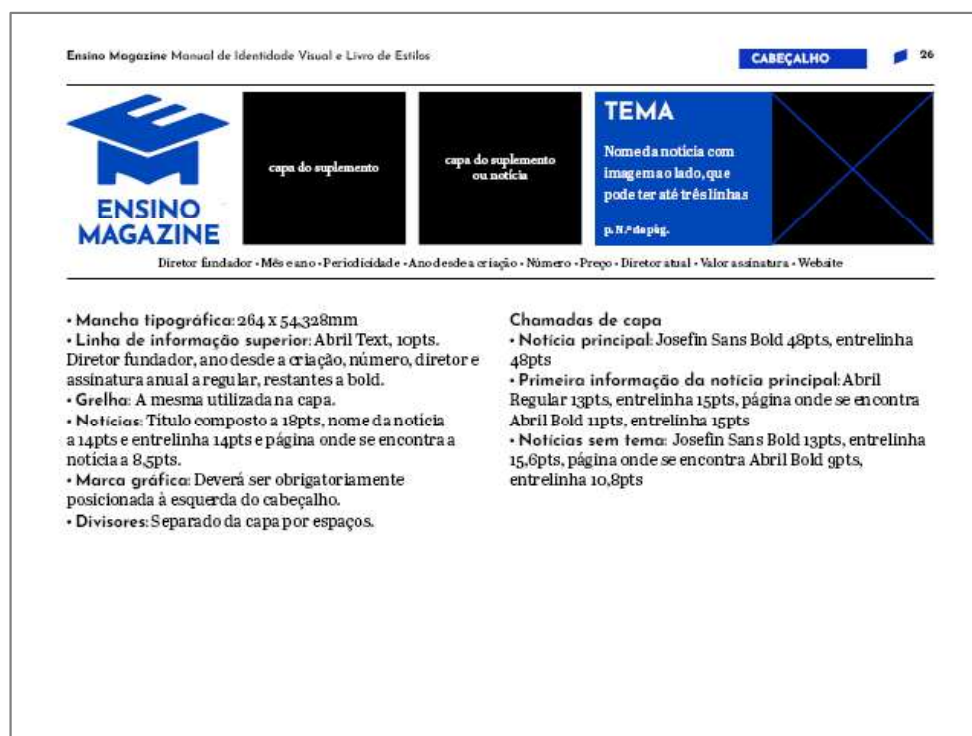 Ensino Magazine Manual de Identidade Visual e Livro de Estilos
CABEÇALHO
26
ENSINO
MAGAZINE
capa do suplemento
capa do suplemento
ou notícia
TEMA
Nome da notícia com
imagem ao lado, que
pode ter até três linhas
p. N.º de pág.
Diretor fundador • Mês e ano • Periodicidade • Ano desde a criação • Número • Preço • Diretor atual • Valor assinatura • Website
• Mancha tipográfica: 264 x 54,328mm
• Linha de informação superior: Abril Text, 10pts.
Diretor fundador, ano desde a criação, número, diretor e
assinatura anual a regular, restantes a bold.
• Grelha: A mesma utilizada na capa.
• Notícias: Título composto a 18pts, nome da notícia
a 14pts e entrelinha 14pts e página onde se encontra a
notícia a 8,5pts.
• Marca gráfica: Deverá ser obrigatoriamente
posicionada à esquerda do cabeçalho.
• Divisores: Separado da capa por espaços.
Chamadas de capa
• Notícia principal: Josefin Sans Bold 48pts, entrelinha
48pts
• Primeira informação da notícia principal: Abril
Regular 13pts, entrelinha 15pts, página onde se encontra
Abril Bold 11pts, entrelinha 15pts
• Notícias sem tema: Josefin Sans Bold 13pts, entrelinha
15,6pts, página onde se encontra Abril Bold 9pts,
entrelinha 10,8pts